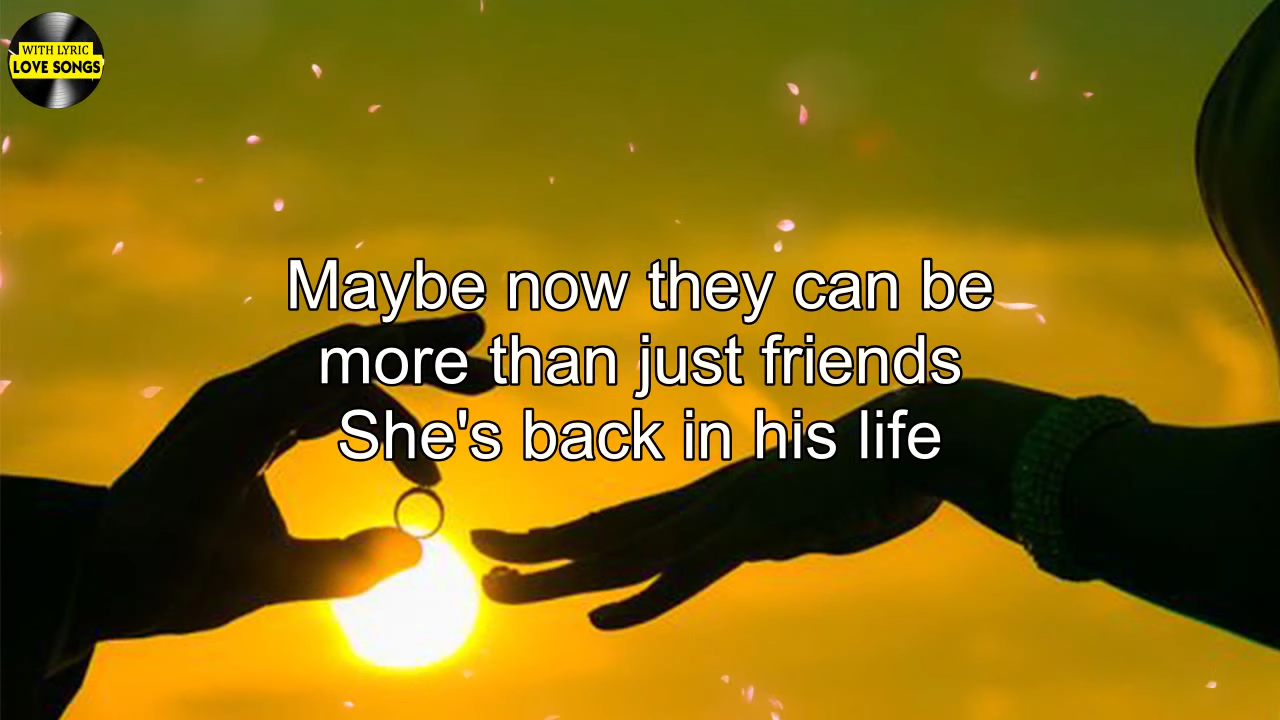 WITH LYRIC
LOVE SONGS
Maybe now they can be
more than just friends
She's back in his life